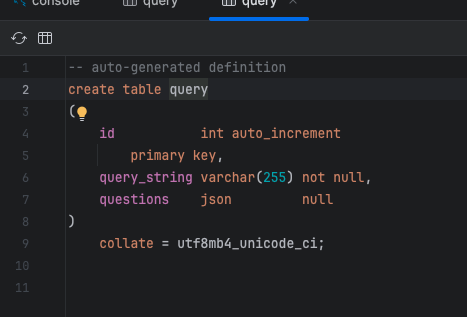 console query query
1 -- auto-generated definition
2 create table query
3 (
4 id int auto_increment
5 primary key,
6 query_string varchar(255) not null,
7 questions json null
8 )
9 collate = utf8mb4_unicode_ci;
10
11